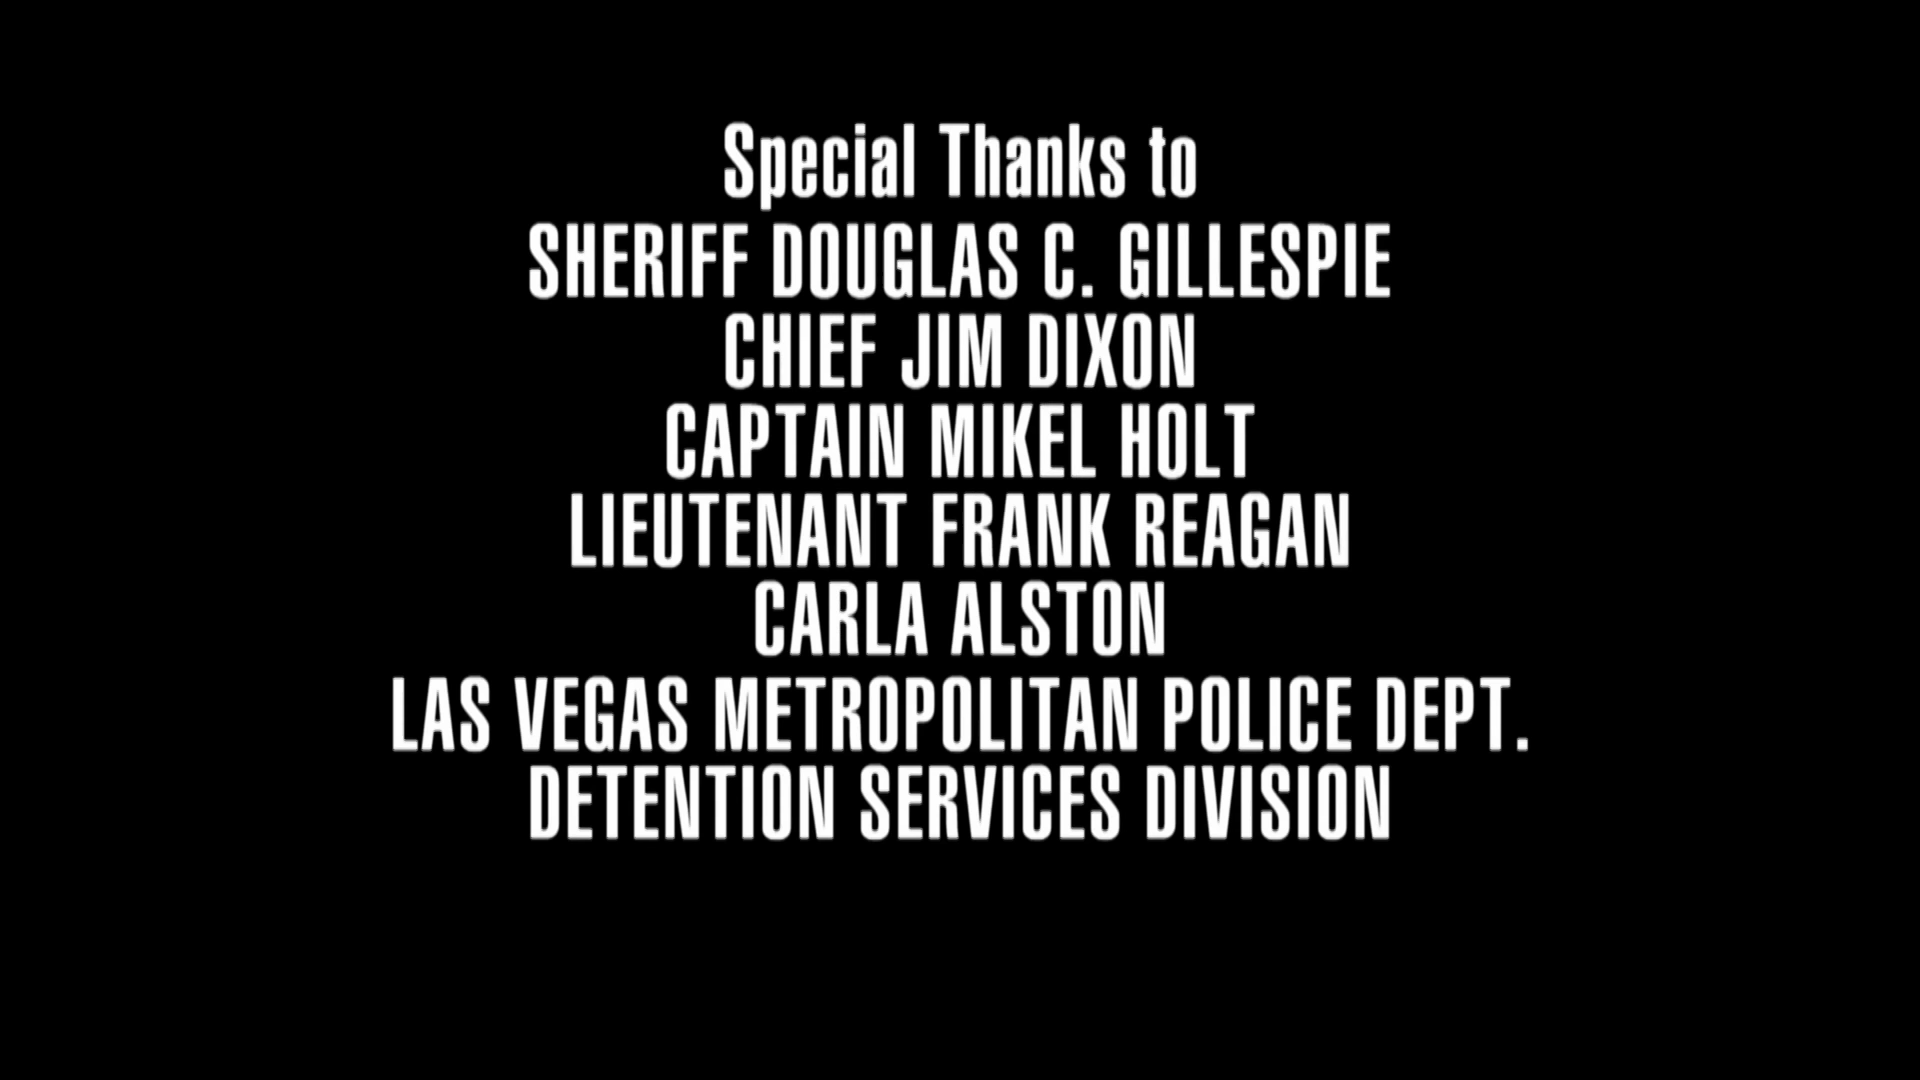 Special Thanks to
SHERIFF DOUGLAS C. GILLESPIE
CHIEF JIM DIXON
CAPTAIN MIKEL HOLT
LIEUTENANT FRANK REAGAN
CARLA ALSTON
LAS VEGAS METROPOLITAN POLICE DEPT.
DETENTION SERVICES DIVISION